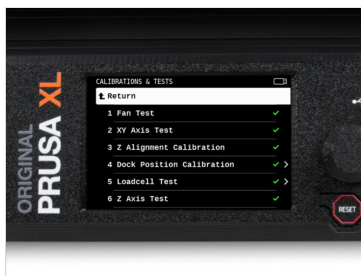 ORIGINAL
PRUSA XL
CALIBRATIONS & TESTS
Return
1 Fan Test
2 XY Axis Test
3 Z Alignment Calibration
4 Dock Position Calibration
5 Loadcell Test
6 Z Axis Test
RESET